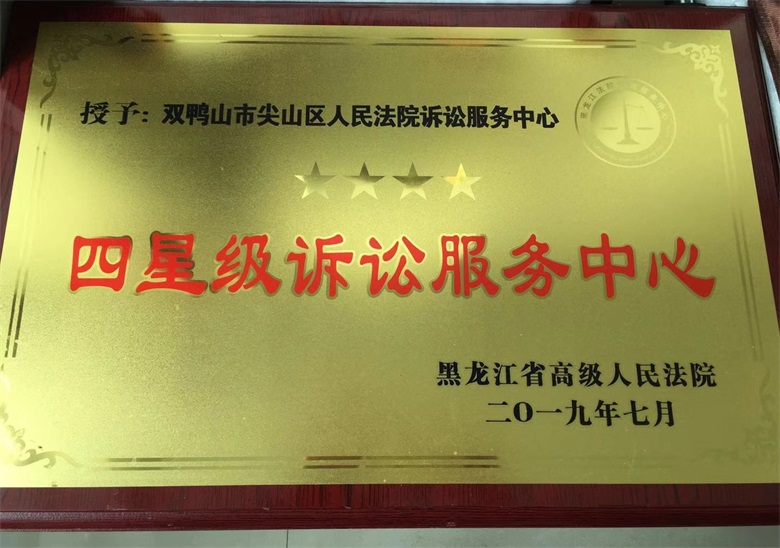 授予：双鸭山市尖山区人民法院诉讼服务中心
四星级诉讼服务中心
黑龙江省高级人民法院
二〇一九年七月